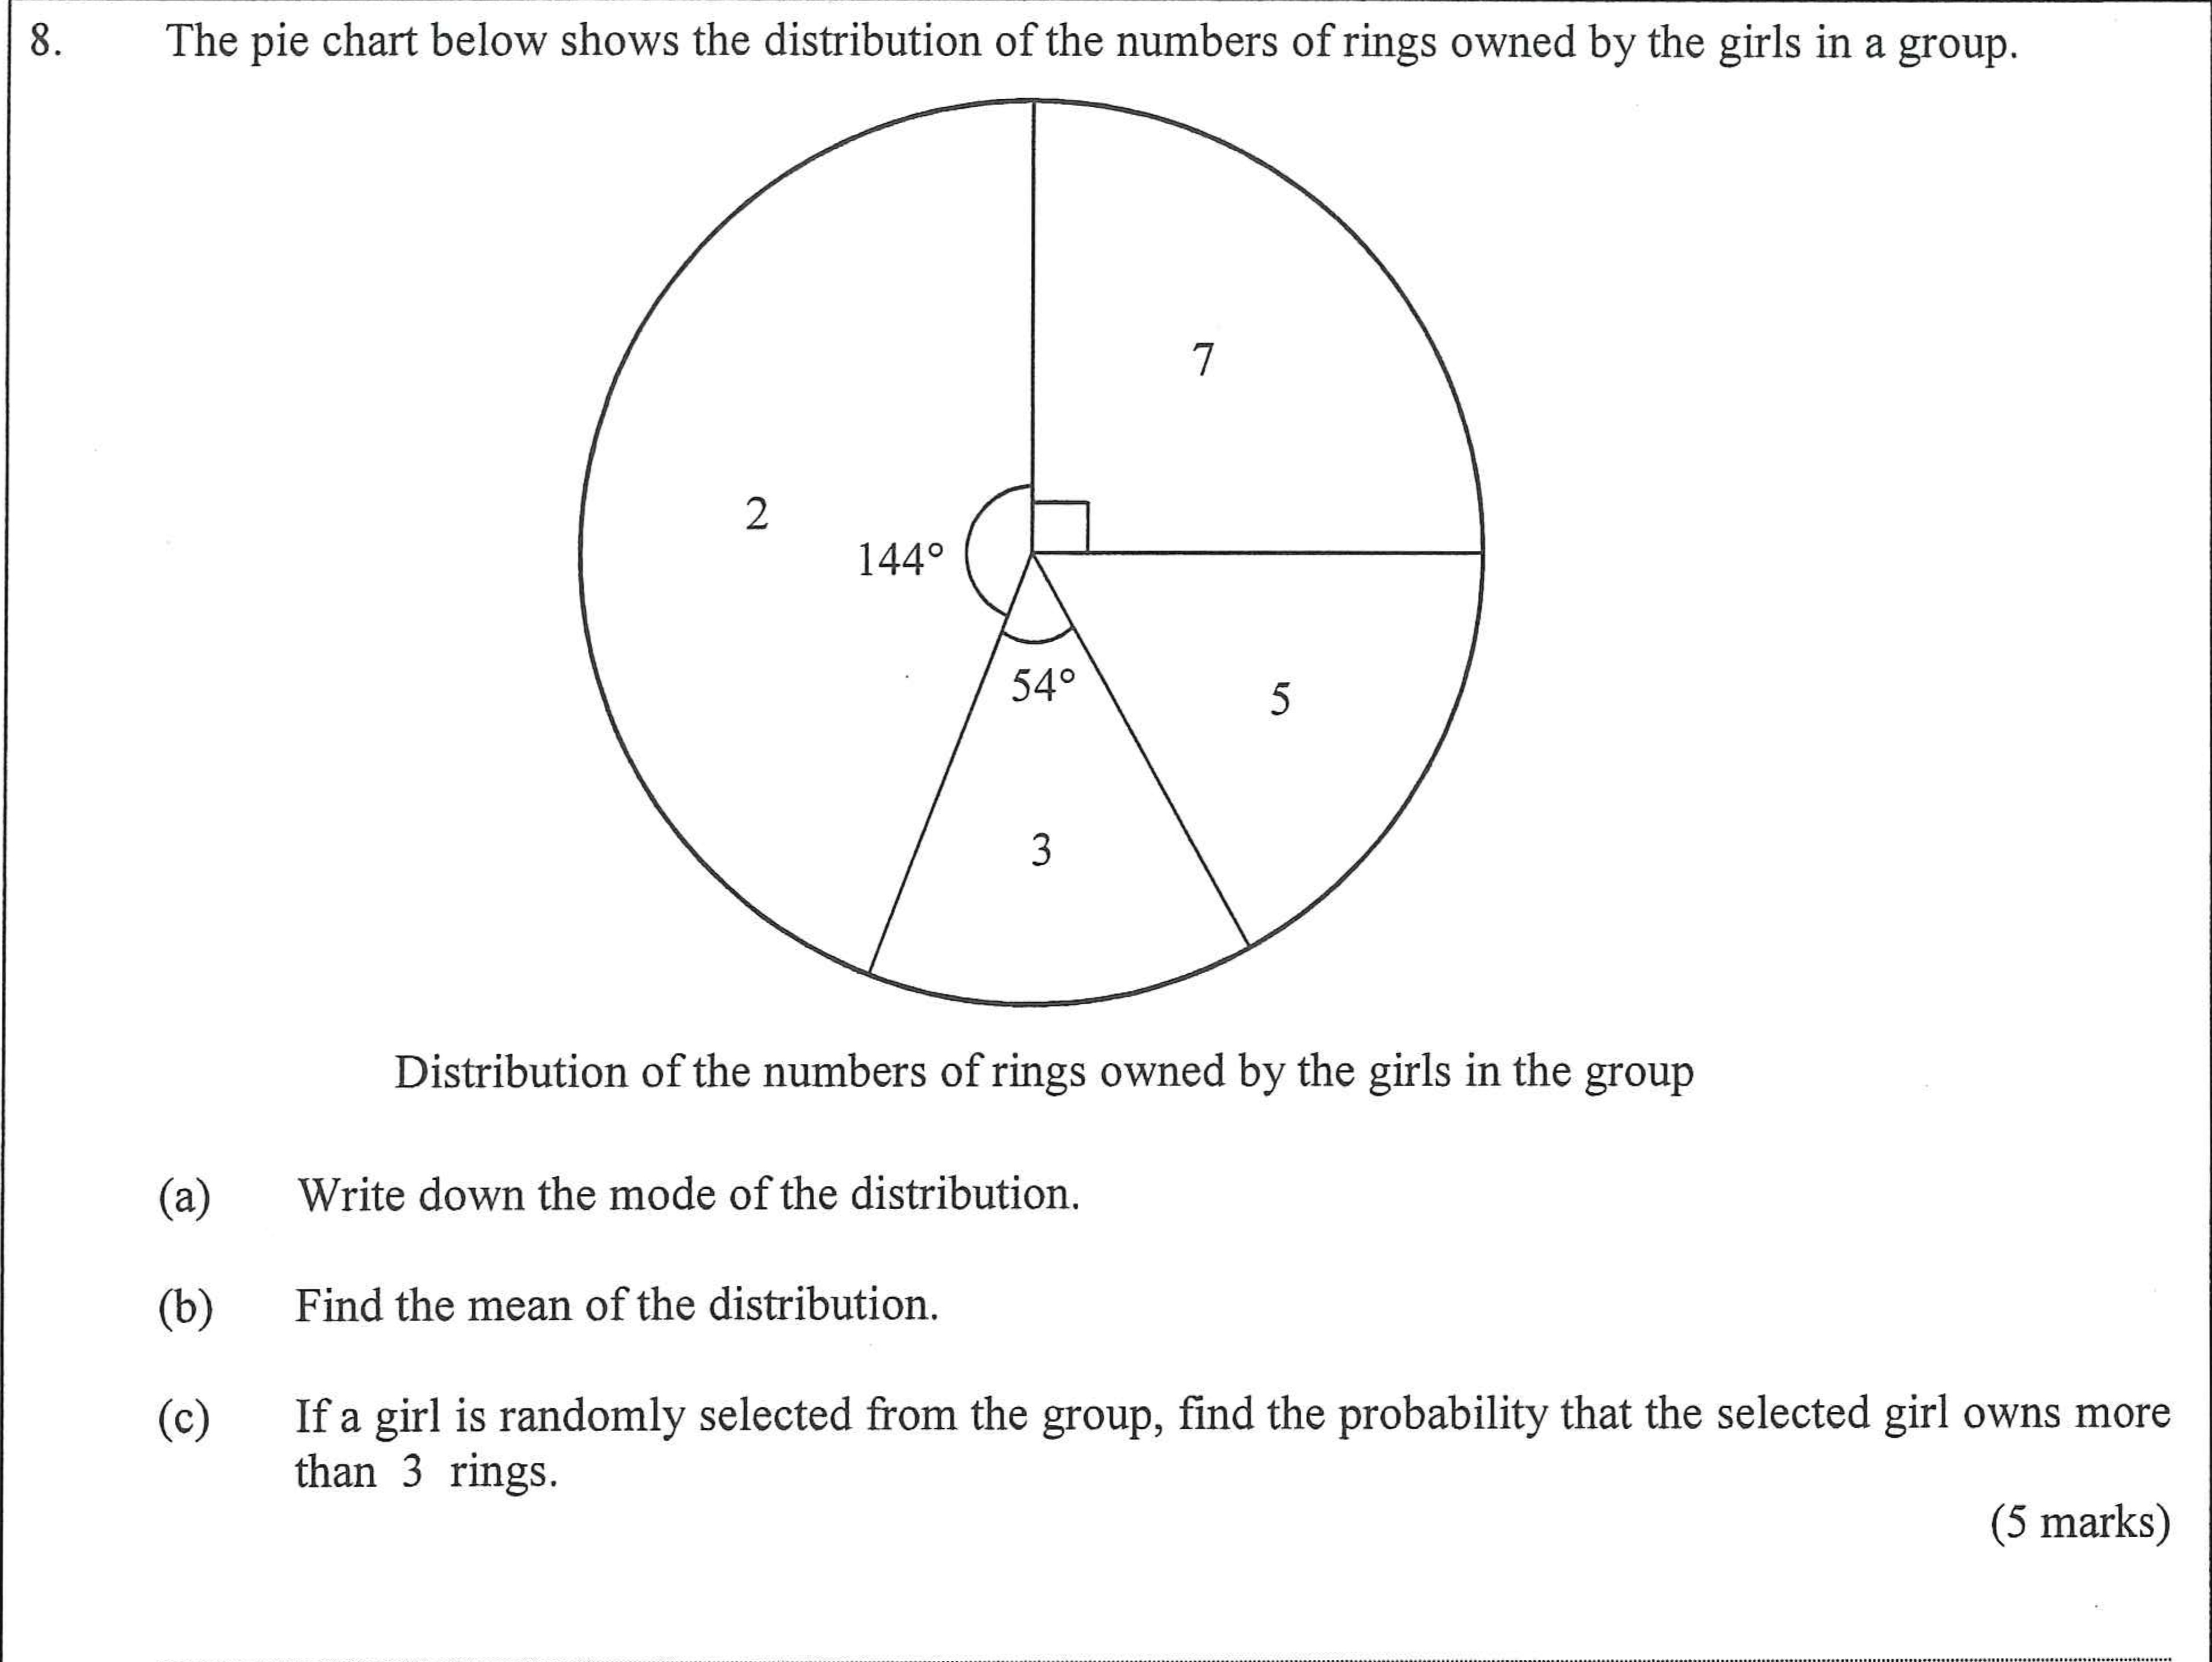 8. The pie chart below shows the distribution of the numbers of rings owned by the girls in a group.
7
2
144°
54°
5
3
Distribution of the numbers of rings owned by the girls in the group
(a) Write down the mode of the distribution.
(b) Find the mean of the distribution.
(c) If a girl is randomly selected from the group, find the probability that the selected girl owns more
than 3 rings.
(5 marks)